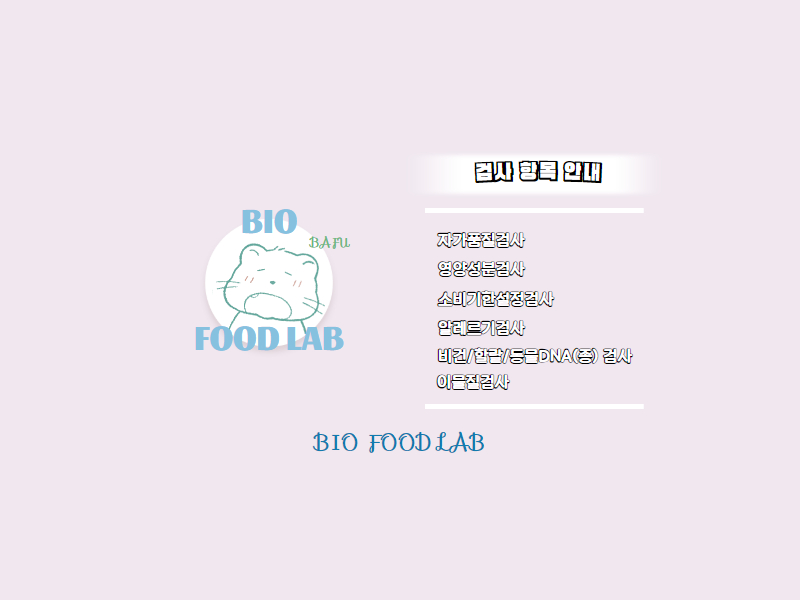 BIO
BAFU
FOOD LAB
검사 항목 안내
자가품질검사
영양성분검사
소비기한설정검사
알레르기검사
비건/할랄/동물DNA(종) 검사
이물질검사
BIO FOOD LAB